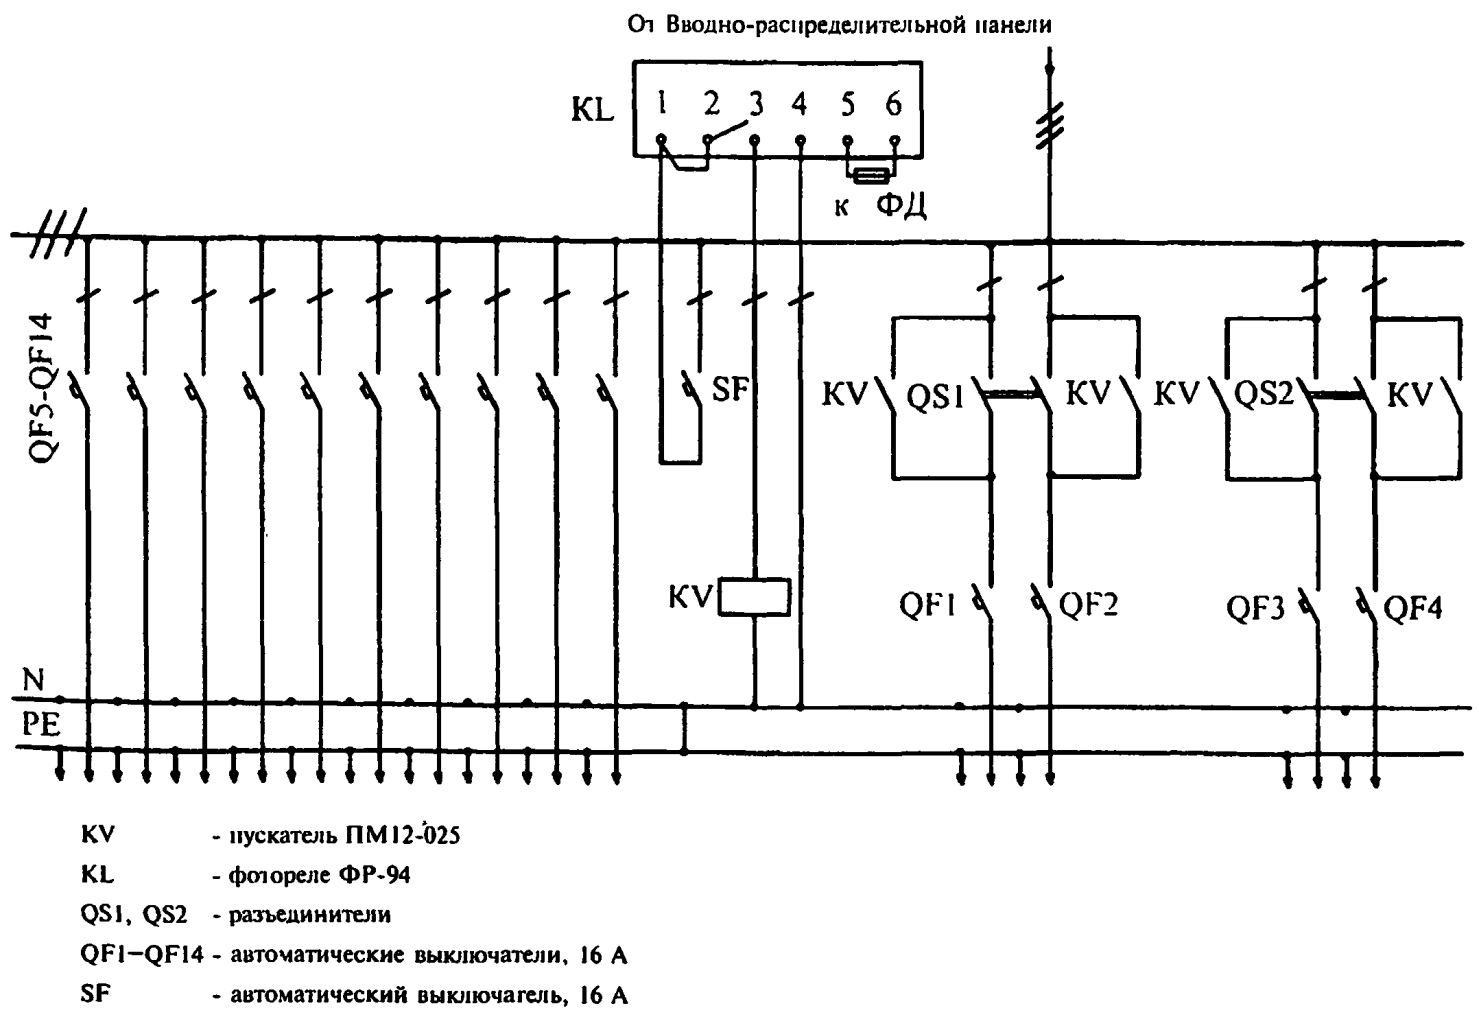 От Вводно-распределительной панели
KL
1 2 3 4 5 6
к ФД
QF5-QF14
SF
KV QS1 KV KV QS2 KV
KV
QF1 QF2 QF3 QF4
N
PE
KV - пускатель ПМ12-025
KL - фотореле ФР-94
QS1, QS2 - разъединители
QF1-QF14 - автоматические выключатели, 16 А
SF - автоматический выключатель, 16 А